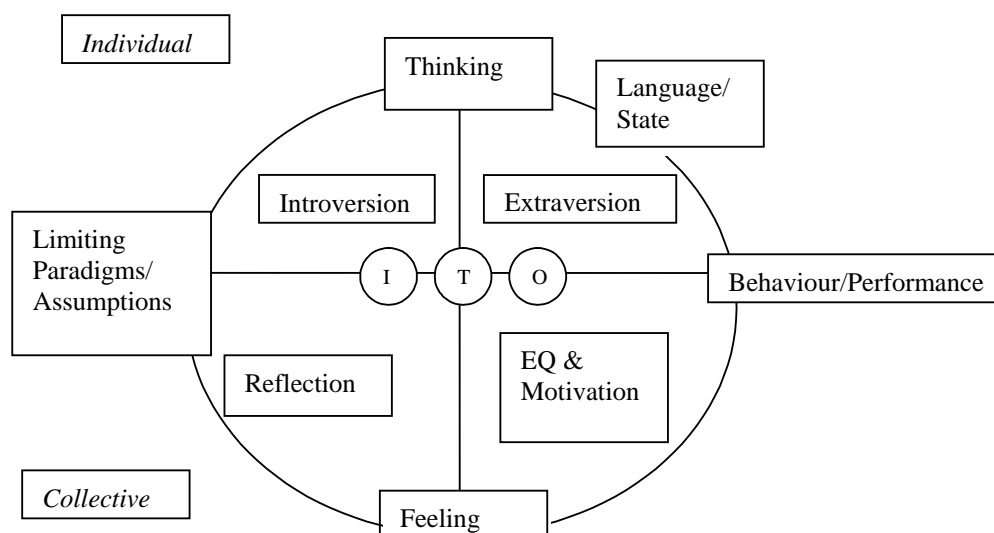 Individual
Thinking
Language/
State
Introversion
Extraversion
Limiting
Paradigms/
Assumptions
I
T
O
Behaviour/Performance
Reflection
EQ &
Motivation
Collective
Feeling